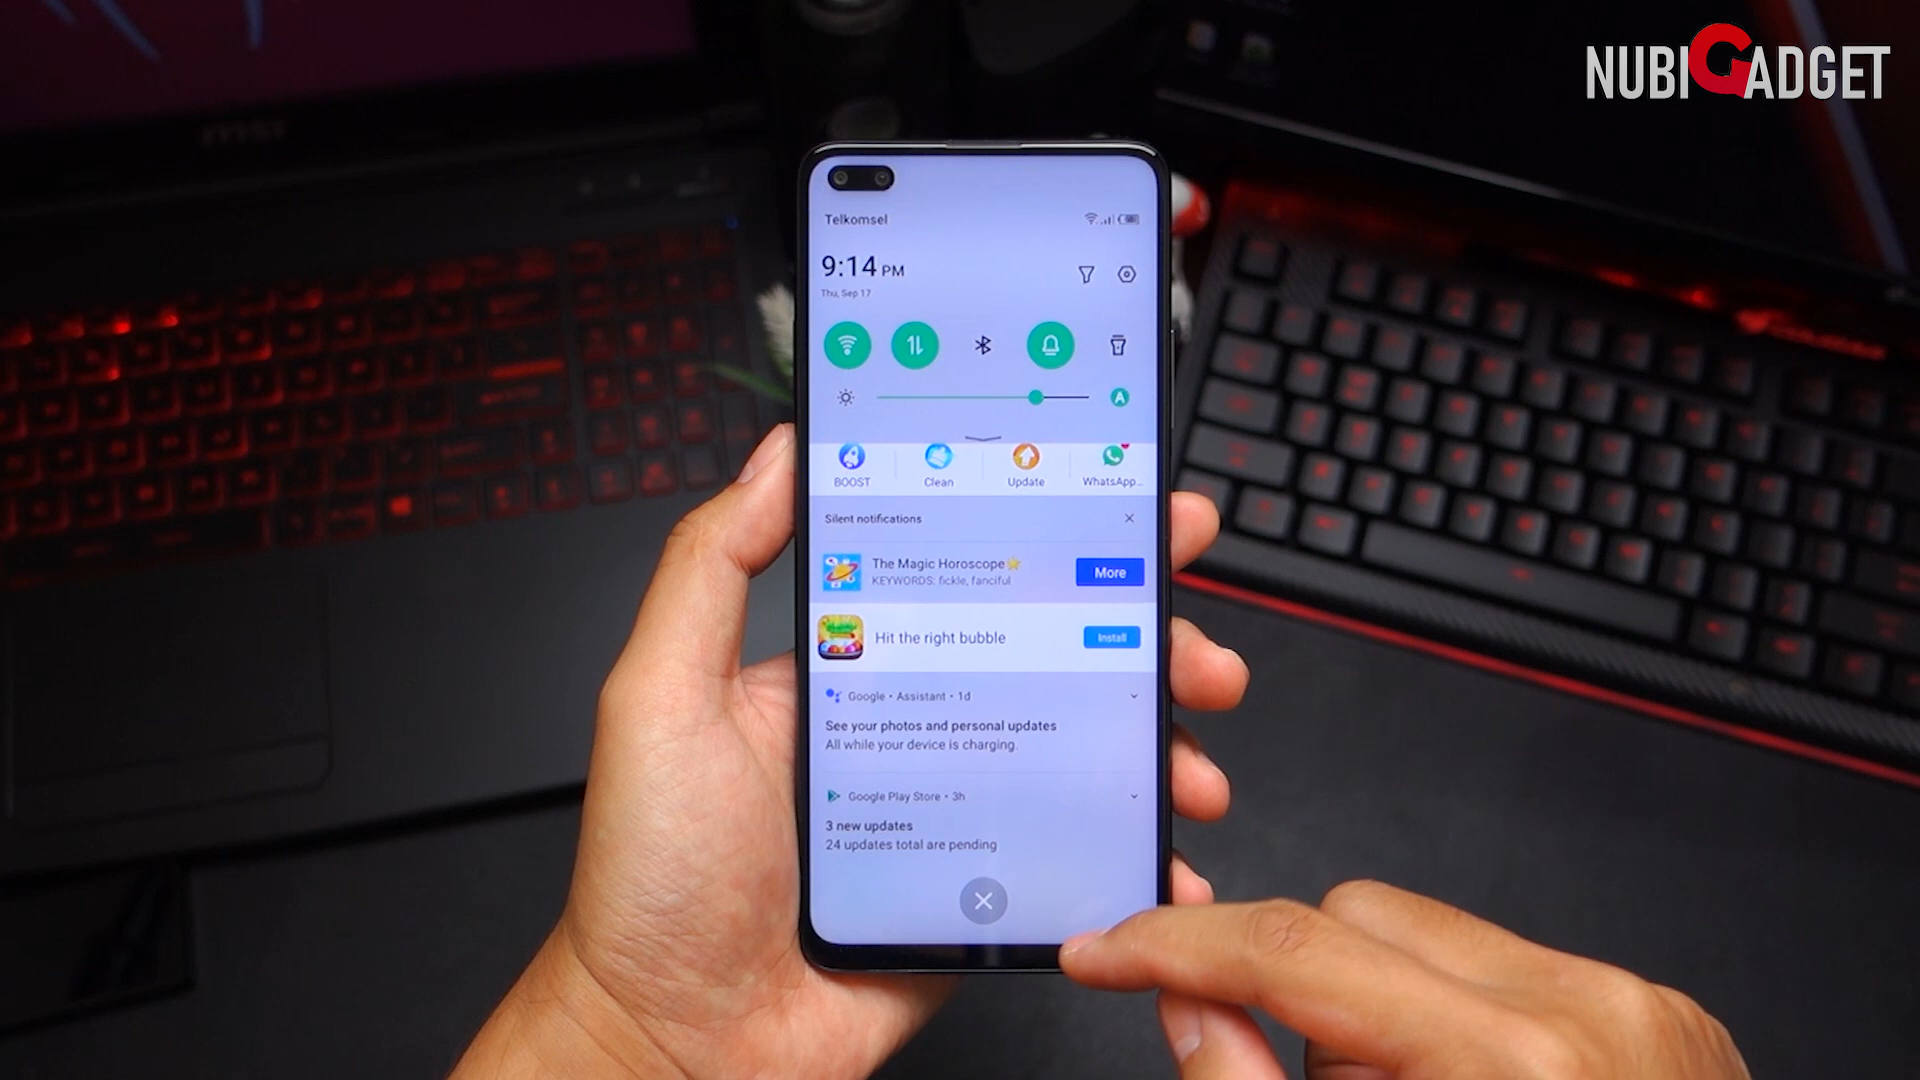 NUBIGADGET
msi
Telkomsel
9:14 PM
Thu, Sep 17
A
BOOST
Clean
Update
WhatsApp...
Silent notifications
The Magic Horoscope
KEYWORDS: fickle, fanciful
More
Hit the right bubble
Install
Google • Assistant • 1d
See your photos and personal updates
All while your device is charging.
Google Play Store • 3h
3 new updates
24 updates total are pending